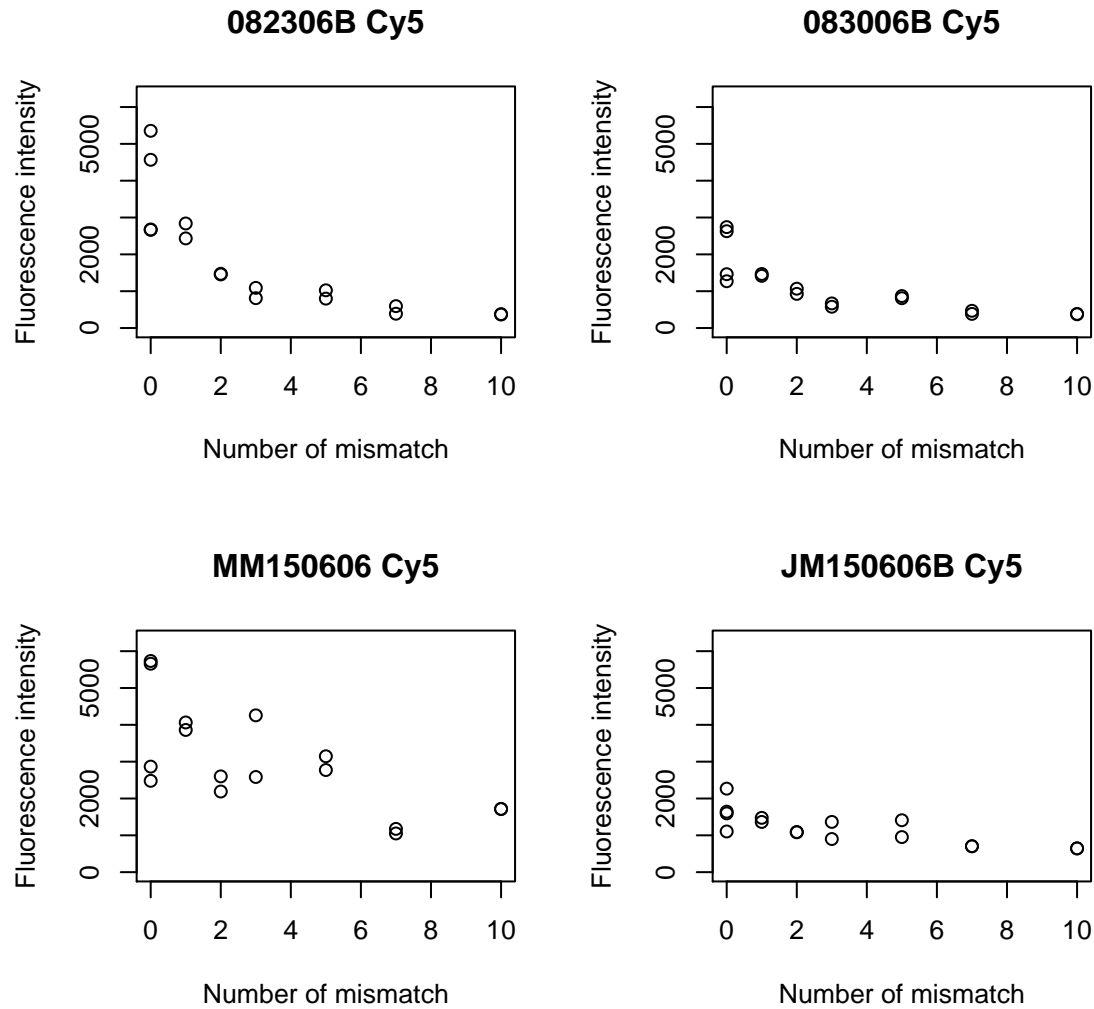 082306B Cy5
Fluorescence intensity
0 2000 5000
0 2 4 6 8 10
Number of mismatch
083006B Cy5
Fluorescence intensity
0 2000 5000
0 2 4 6 8 10
Number of mismatch
MM150606 Cy5
Fluorescence intensity
0 2000 5000
0 2 4 6 8 10
Number of mismatch
JM150606B Cy5
Fluorescence intensity
0 2000 5000
0 2 4 6 8 10
Number of mismatch